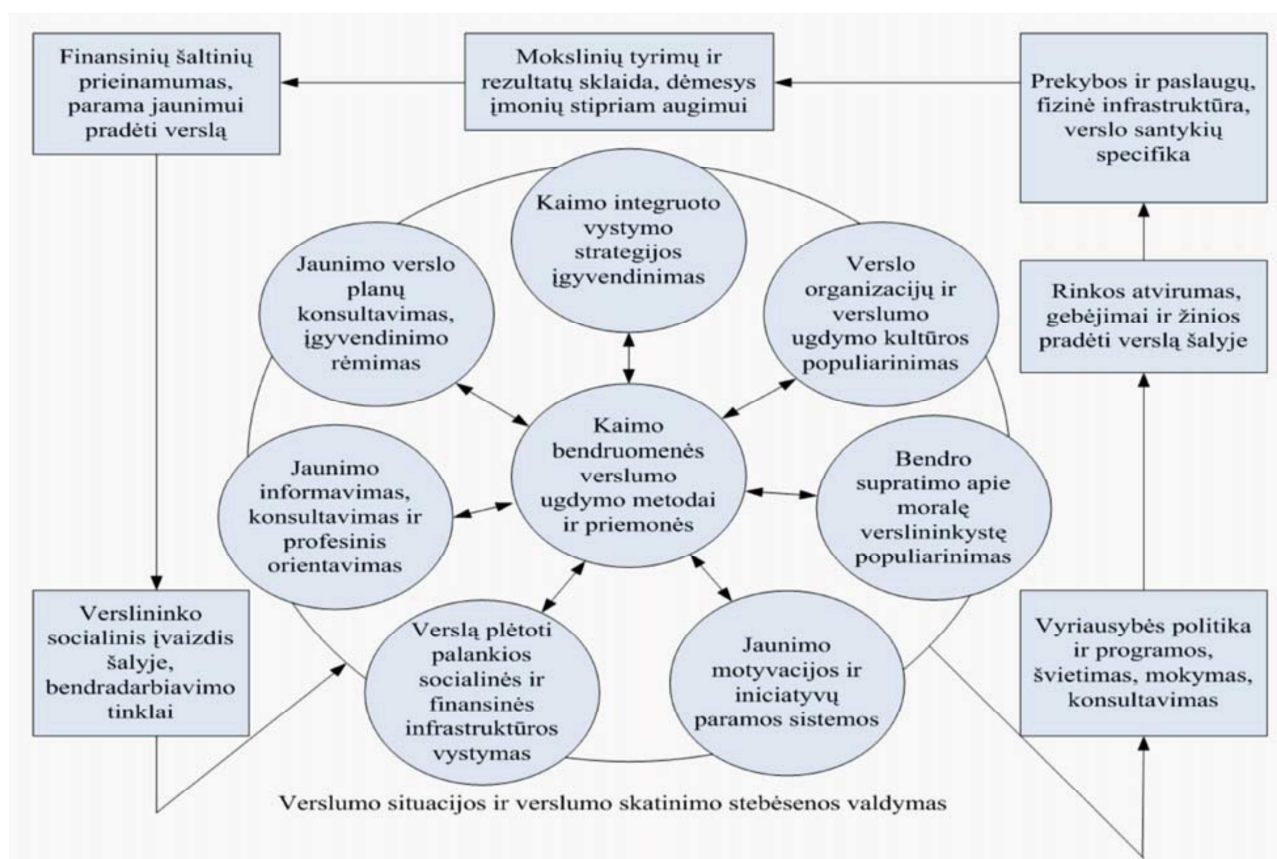 Finansinių šaltinių
prieinamumas,
parama jaunimui
pradėti verslą
Mokslinių tyrimų ir
rezultatų sklaida, dėmesys
įmonių stipriam augimui
Prekybos ir paslaugų,
fizinė infrastruktūra,
verslo santykių
specifika
Kaimo integruoto
vystymo
strategijos
įgyvendinimas
Jaunimo verslo
planų
konsultavimas,
įgyvendinimo
rėmimas
Verslo
organizacijų ir
verslumo
ugdymo kultūros
populiarinimas
Rinkos atvirumas,
gebėjimai ir žinios
pradėti verslą šalyje
Kaimo
bendruomenės
verslumo
ugdymo metodai
ir priemonės
Jaunimo
informavimas,
konsultavimas ir
profesinis
orientavimas
Bendro
supratimo apie
moralę
verslininkystę
populiarinimas
Verslininko
socialinis įvaizdis
šalyje,
bendradarbiavimo
tinklai
Verslą plėtoti
palankios
socialinės ir
finansinės
infrastruktūros
vystymas
Jaunimo
motyvacijos ir
iniciatyvų
paramos sistemos
Vyriausybės politika
ir programos,
švietimas, mokymas,
konsultavimas
Verslumo situacijos ir verslumo skatinimo stebėsenos valdymas